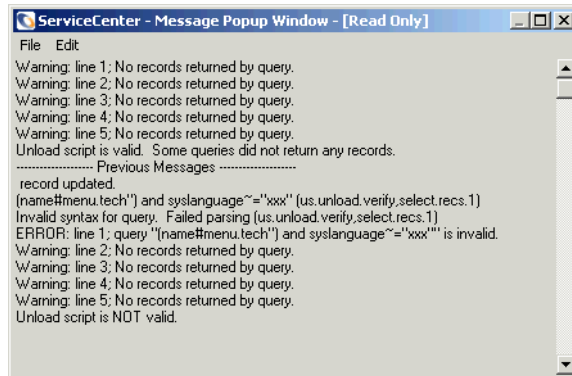 ServiceCenter - Message Popup Window - [Read Only]
File Edit
Warning: line 1; No records returned by query.
Warning: line 2; No records returned by query.
Warning: line 3; No records returned by query.
Warning: line 4; No records returned by query.
Warning: line 5; No records returned by query.
Unload script is valid. Some queries did not return any records.
-------------------- Previous Messages --------------------
record updated.
(name#menu.tech") and syslanguage~="xxx" (us.unload.verify,select.recs.1)
Invalid syntax for query. Failed parsing (us.unload.verify,select.recs.1)
ERROR: line 1; query "(name#menu.tech") and syslanguage~="xxx"" is invalid.
Warning: line 2; No records returned by query.
Warning: line 3; No records returned by query.
Warning: line 4; No records returned by query.
Warning: line 5; No records returned by query.
Unload script is NOT valid.